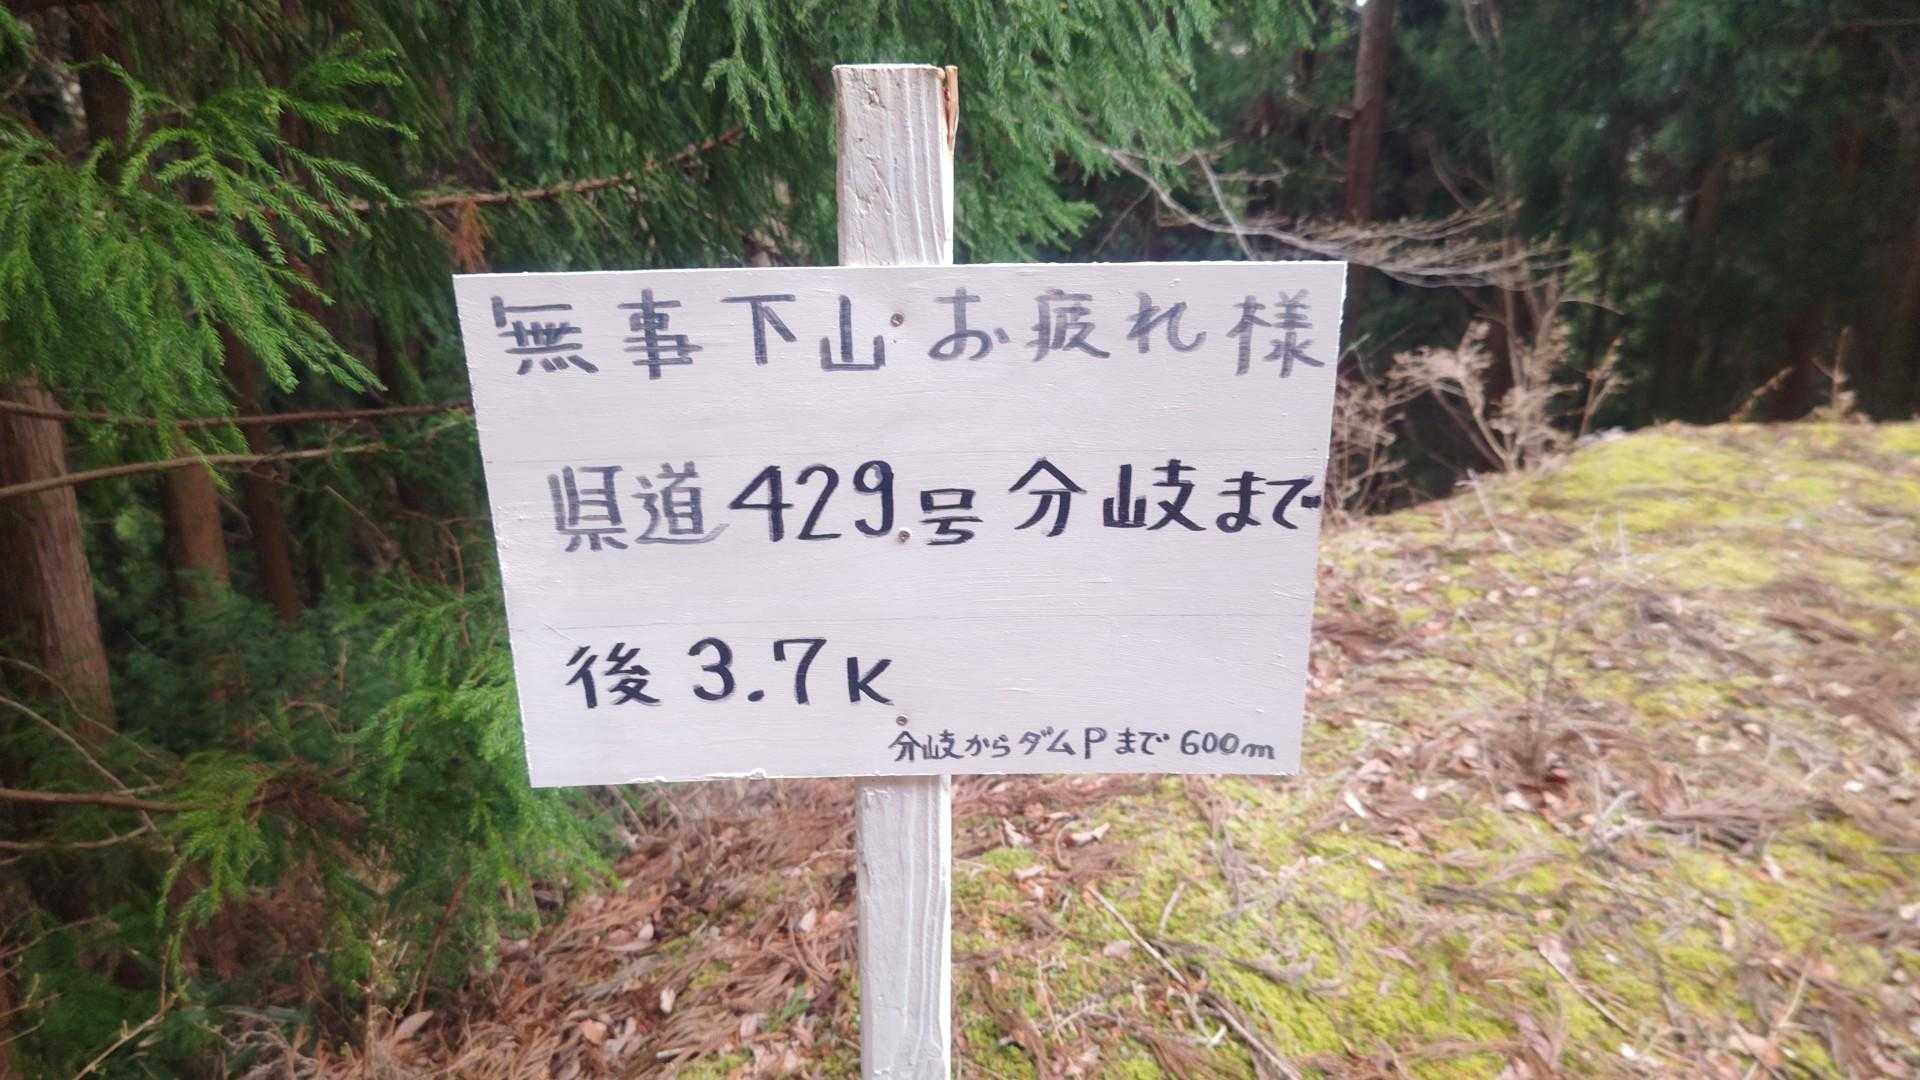 無事下山お疲れ様
県道429号分岐まで
後3.7K
分岐からダムPまで600m